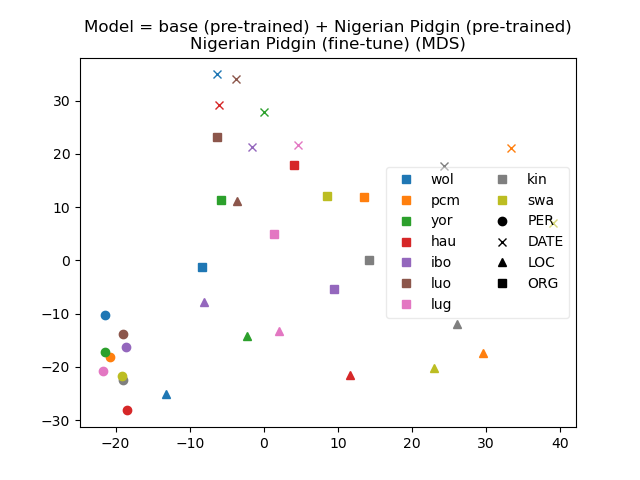 Model = base (pre-trained) + Nigerian Pidgin (pre-trained)
Nigerian Pidgin (fine-tune) (MDS)
30
20
10
0
−10
−20
−30
−20
−10
0
10
20
30
40
wol
pcm
yor
hau
ibo
luo
lug
kin
swa
PER
DATE
LOC
ORG